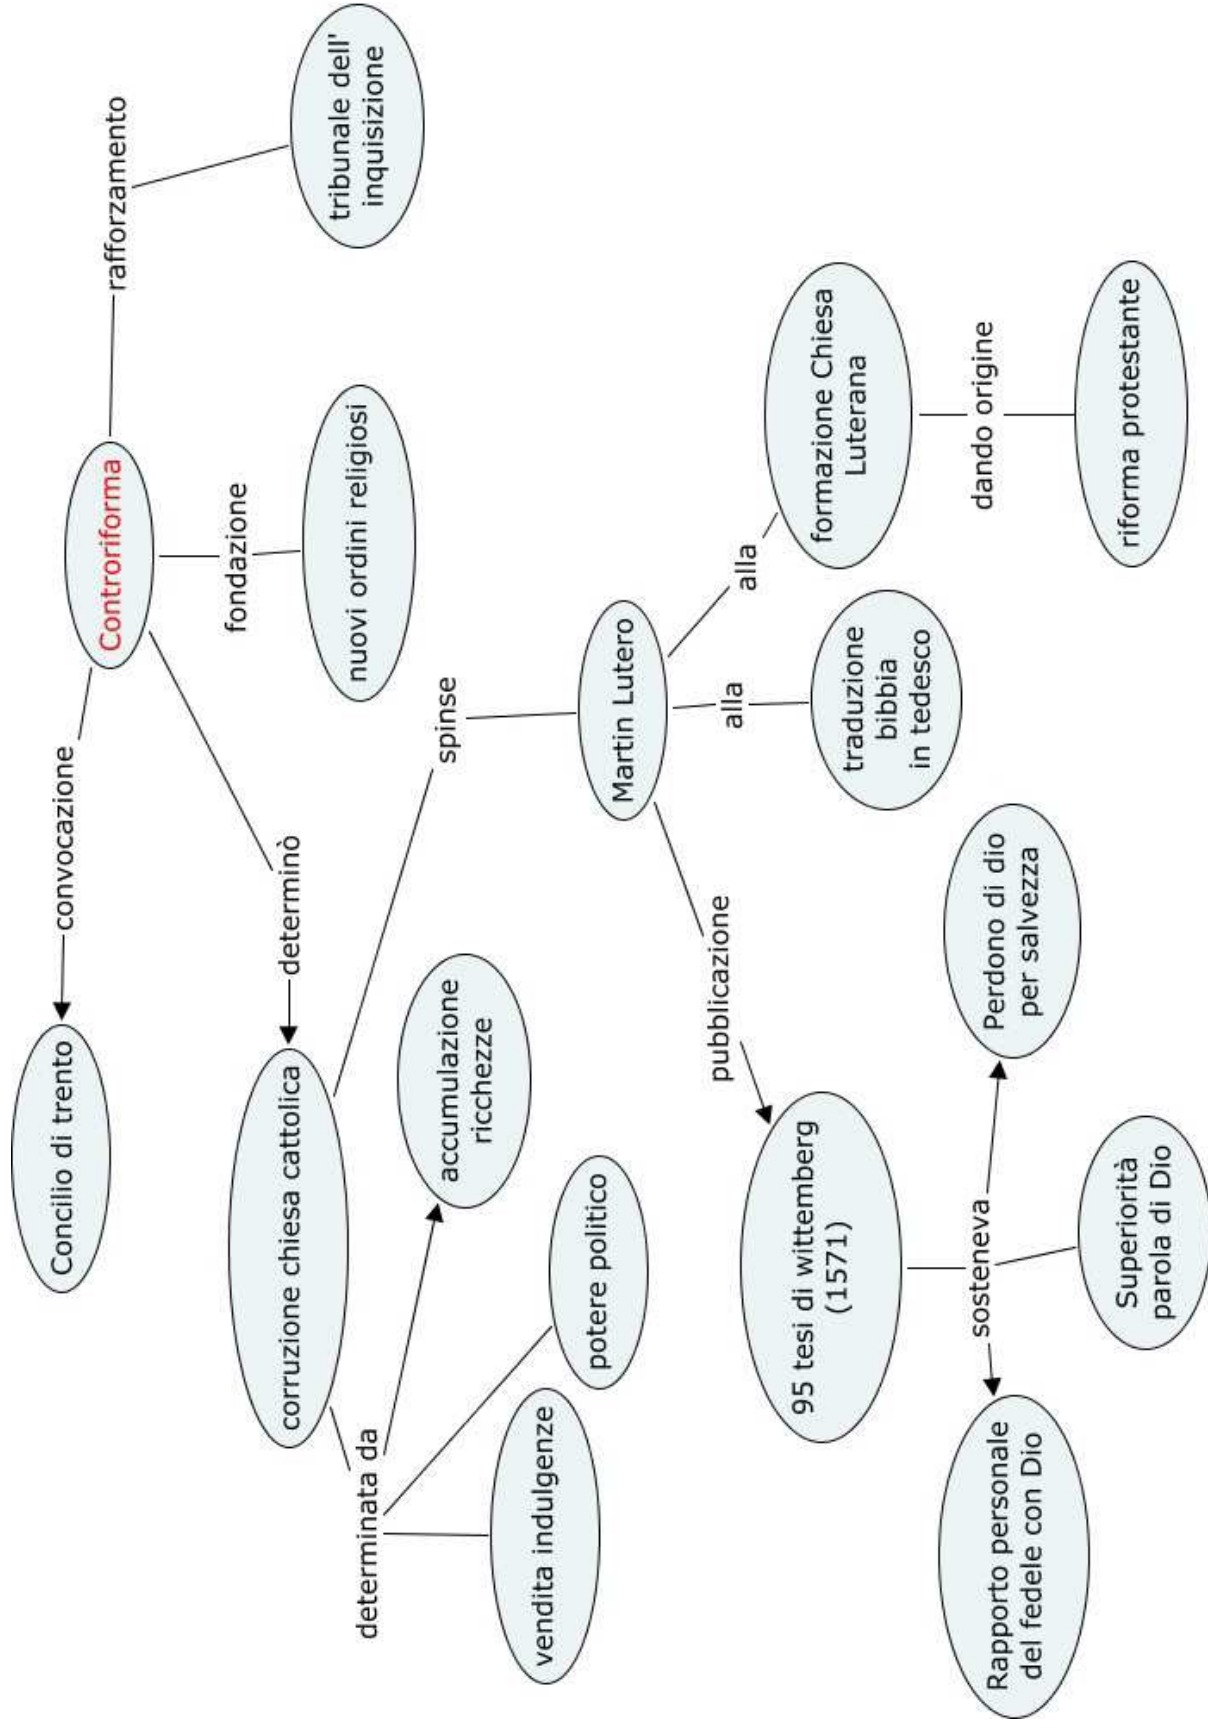 Controriforma
convocazione
Concilio di trento
determinò
corruzione chiesa cattolica
fondazione
nuovi ordini religiosi
rafforzamento
tribunale dell'
inquisizione
determinata da
vendita indulgenze
potere politico
accumulazione
ricchezze
spinse
Martin Lutero
pubblicazione
95 tesi di wittemberg
(1571)
sosteneva
Rapporto personale
del fedele con Dio
Superiorità
parola di Dio
Perdono di dio
per salvezza
alla
traduzione
bibbia
in tedesco
alla
formazione Chiesa
Luterana
dando origine
riforma protestante